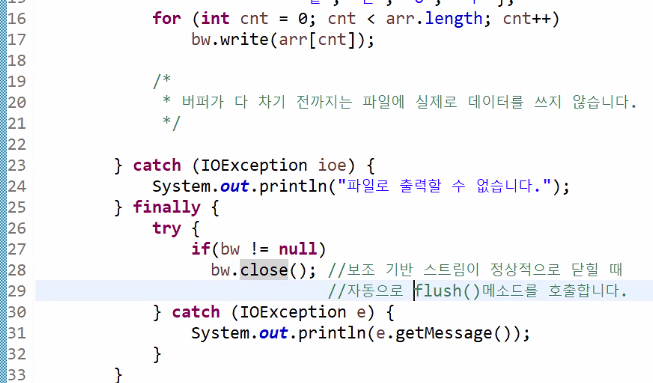 16 for (int cnt = 0; cnt < arr.length; cnt++)
17 bw.write(arr[cnt]);
18
19 /*
20 * 버퍼가 다 차기 전까지는 파일에 실제로 데이터를 쓰지 않습니다.
21 */
22
23 } catch (IOException ioe) {
24 System.out.println("파일로 출력할 수 없습니다.");
25 } finally {
26 try {
27 if(bw != null)
28 bw.close(); //보조 기반 스트림이 정상적으로 닫힐 때
29 //자동으로 flush()메소드를 호출합니다.
30 } catch (IOException e) {
31 System.out.println(e.getMessage());
32 }
33 }